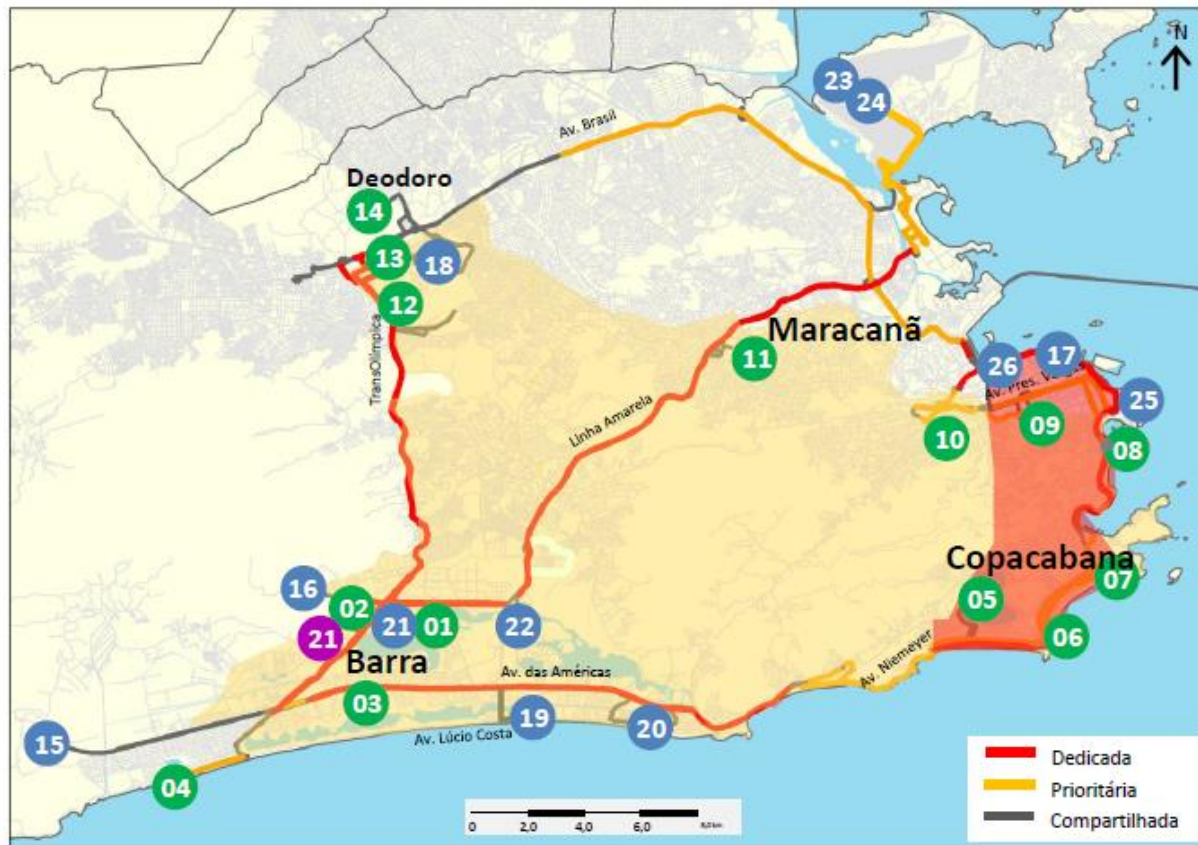 N
23
24
Av. Brasil
Deodoro
14
13
18
12
TransOlímpica
Maracanã
11
17
26
Av. Pres. V
25
Linha Amarela
10
09
08
Copacabana
07
16
02
05
21
21
01
22
06
Barra
Av. Niemeyer
Av. das Américas
03
19
20
15
Av. Lúcio Costa
04
Dedicada
Prioritária
Compartilhada
0 2,0 4,0 6,0